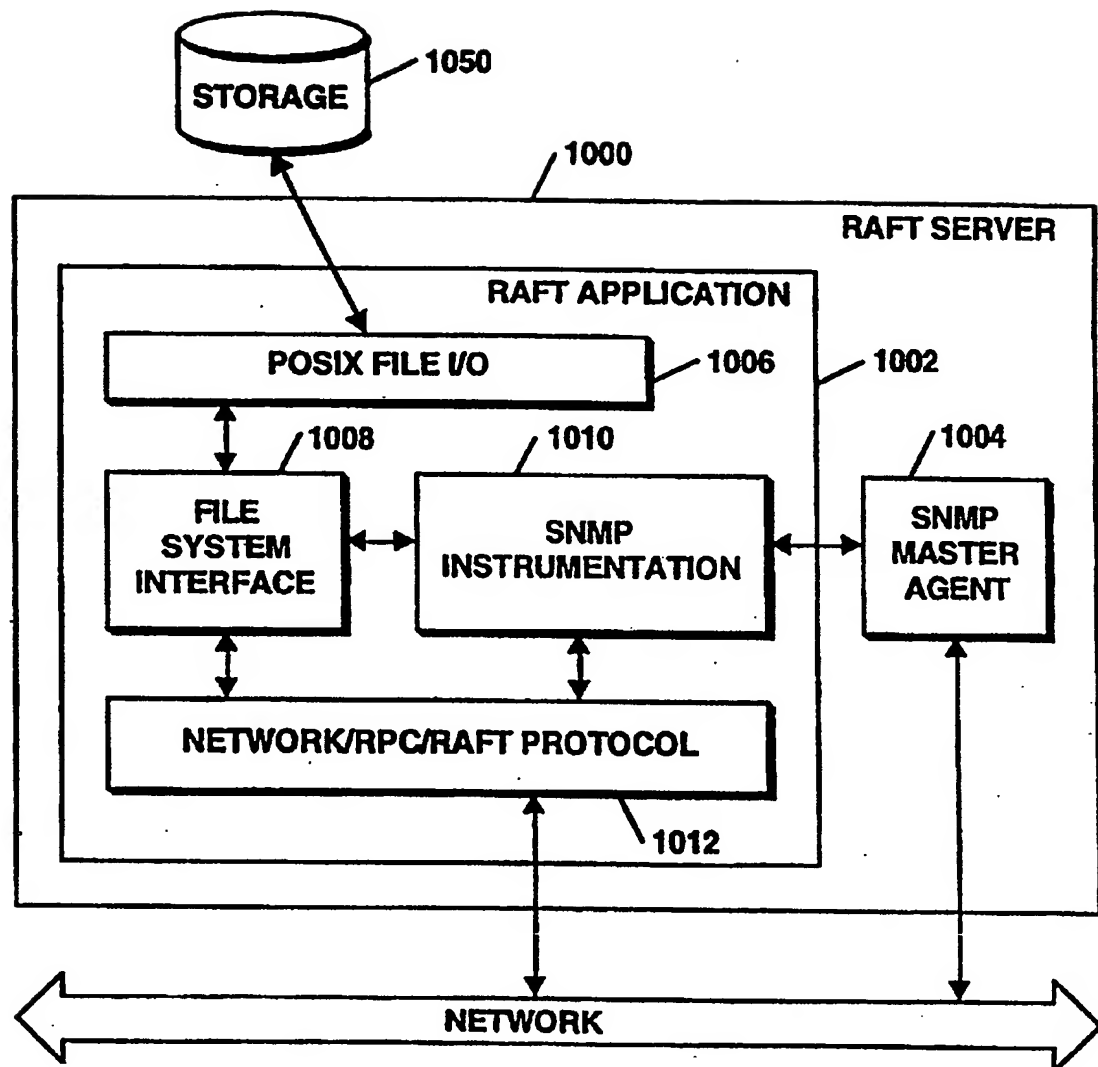 1050
STORAGE
1000
RAFT SERVER
RAFT APPLICATION
POSIX FILE I/O
1006
1002
1008
1010
1004
FILE
SYSTEM
INTERFACE
SNMP
INSTRUMENTATION
SNMP
MASTER
AGENT
NETWORK/RPC/RAFT PROTOCOL
1012
NETWORK